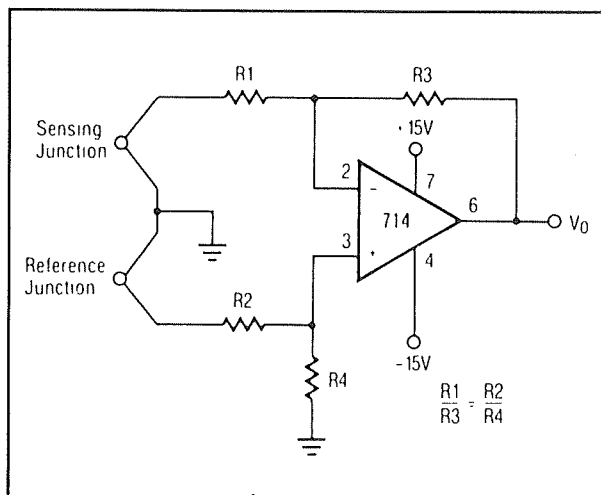 R1
R3
Sensing
Junction
+15V
2
7
-
714
6
V0
3
+
4
Reference
Junction
R2
R4
-15V
R1/R3 = R2/R4